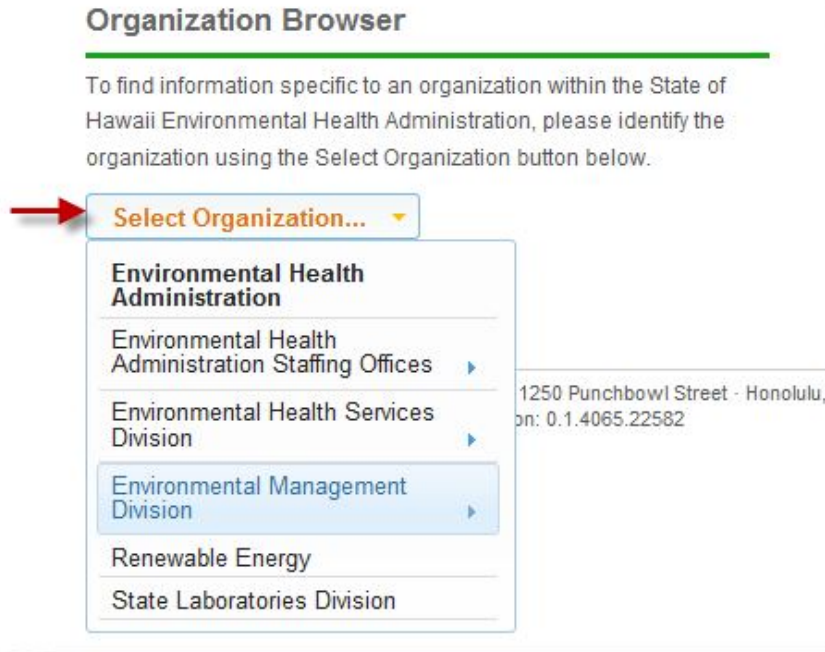 Organization Browser
To find information specific to an organization within the State of
Hawaii Environmental Health Administration, please identify the
organization using the Select Organization button below.
Select Organization...
Environmental Health
Administration
Environmental Health
Administration Staffing Offices
1250 Punchbowl Street · Honolulu,
Environmental Health Services
Division
on: 0.1.4065.22582
Environmental Management
Division
Renewable Energy
State Laboratories Division